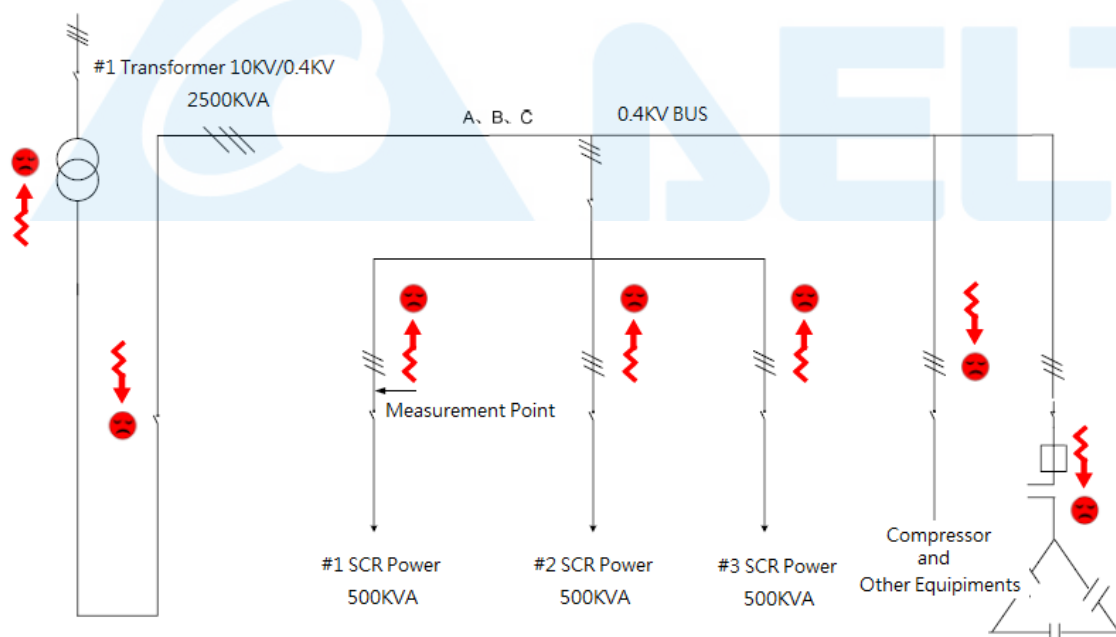 #1 Transformer 10KV/0.4KV
2500KVA
A、B、C
0.4KV BUS
Measurement Point
#1 SCR Power
500KVA
#2 SCR Power
500KVA
#3 SCR Power
500KVA
Compressor
and
Other Equipiments